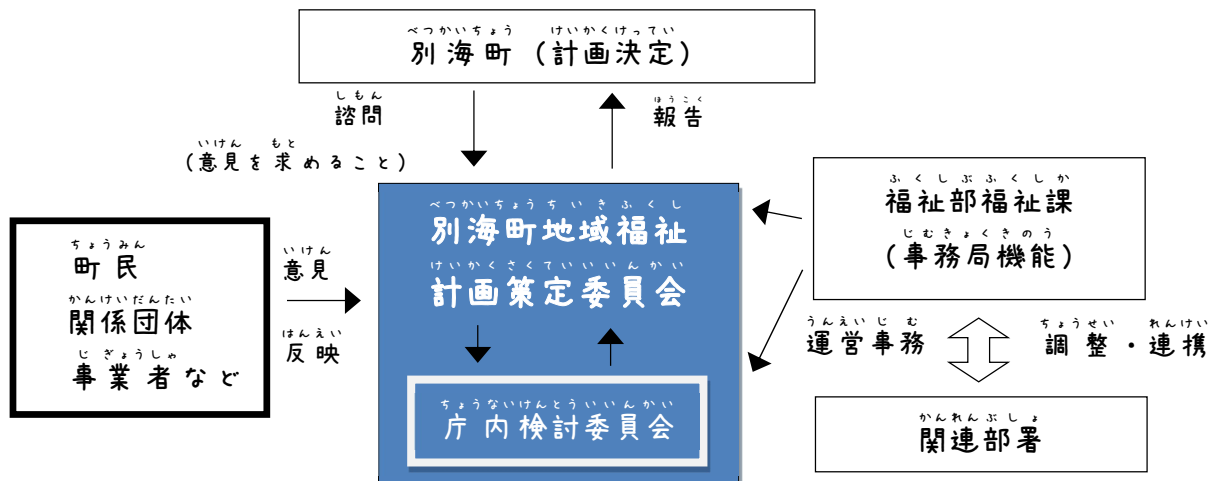 べつかいちょう けいかくけってい
別海町（計画決定）
しもん
諮問
ほうこく
報告
いけん もと
（意見を求めること）
べつかいちょうちいきふくし
別海町地域福祉
けいかくさくていいいんかい
計画策定委員会
ちょうないけんとういいんかい
庁内検討委員会
ちょうみん
町民
かんけいだんたい
関係団体
じぎょうしゃ
事業者など
いけん
意見
はんえい
反映
ふくしぶふくしか
福祉部福祉課
じむきょくきのう
（事務局機能）
うんえいじむ
運営事務
ちょうせい れんけい
調整・連携
かんれんぶしょ
関連部署